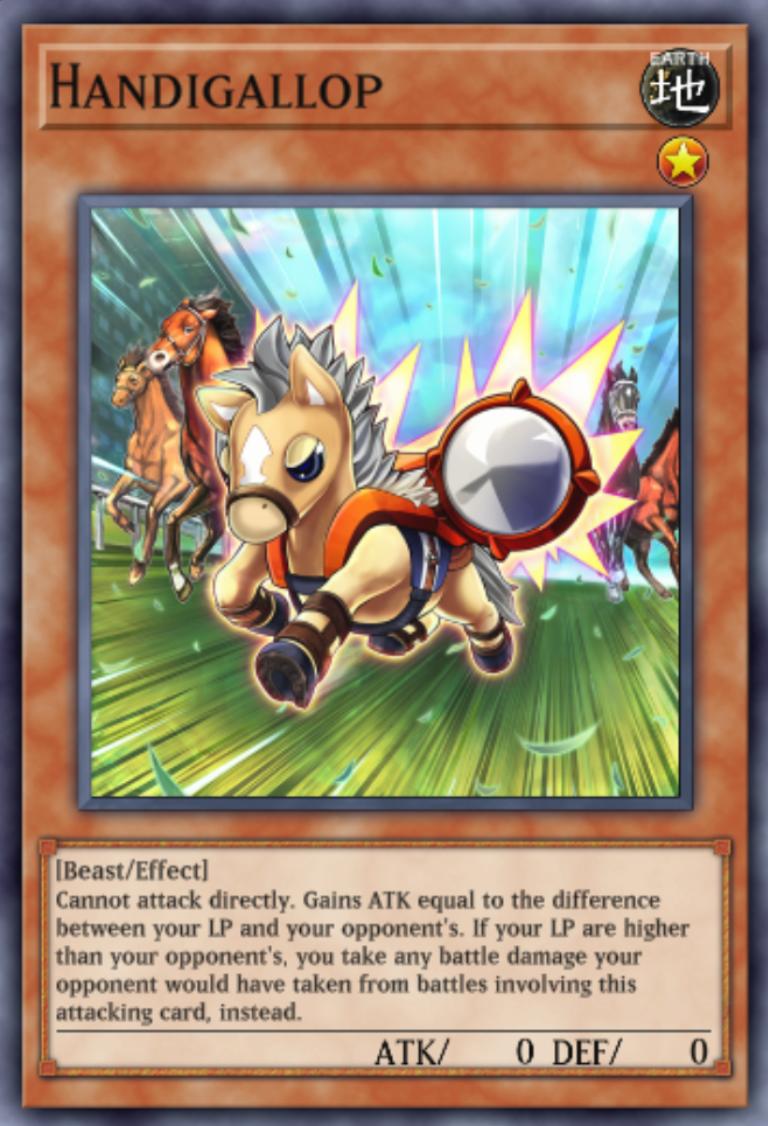 HANDIGALLOP
EARTH
地
[Beast/Effect]
Cannot attack directly. Gains ATK equal to the difference
between your LP and your opponent's. If your LP are higher
than your opponent's, you take any battle damage your
opponent would have taken from battles involving this
attacking card, instead.
ATK/ 0 DEF/ 0